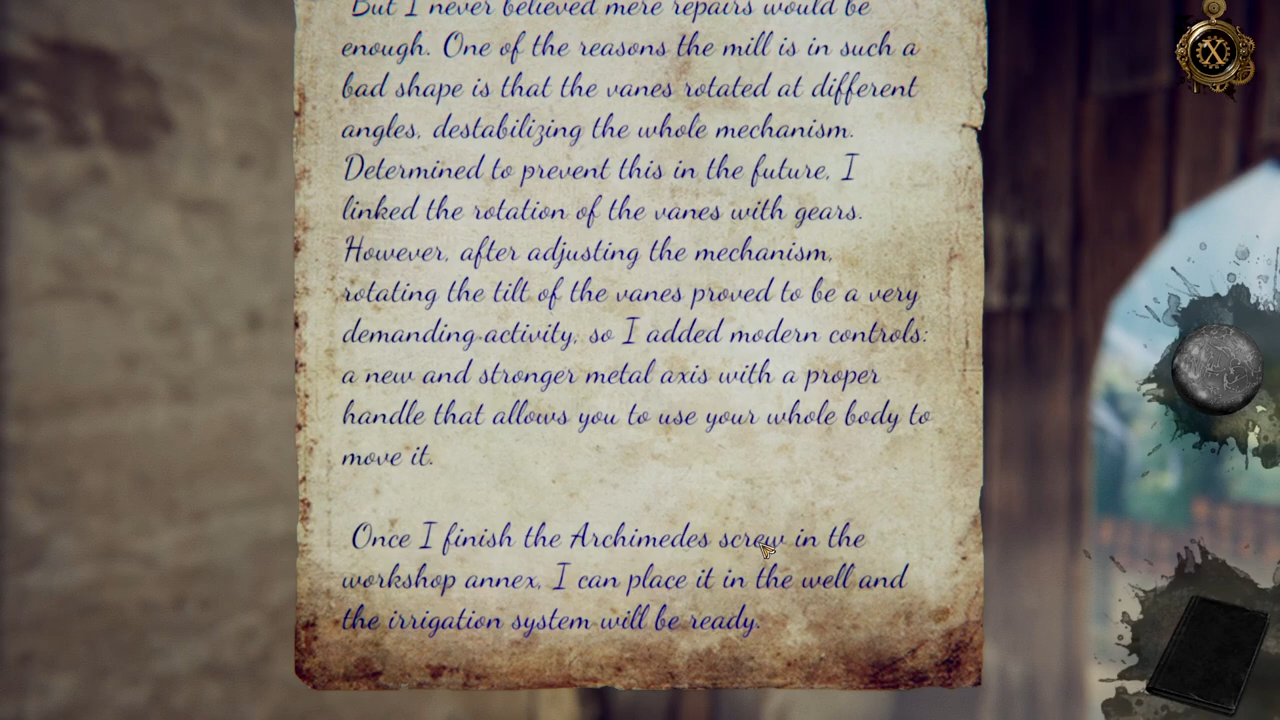 But I never believed mere repairs would be
enough. One of the reasons the mill is in such a
bad shape is that the vanes rotated at different
angles, destabilizing the whole mechanism.
Determined to prevent this in the future, I
linked the rotation of the vanes with gears.
However, after adjusting the mechanism,
rotating the tilt of the vanes proved to be a very
demanding activity, so I added modern controls:
a new and stronger metal axis with a proper
handle that allows you to use your whole body to
move it.
Once I finish the Archimedes screw in the
workshop annex, I can place it in the well and
the irrigation system will be ready.